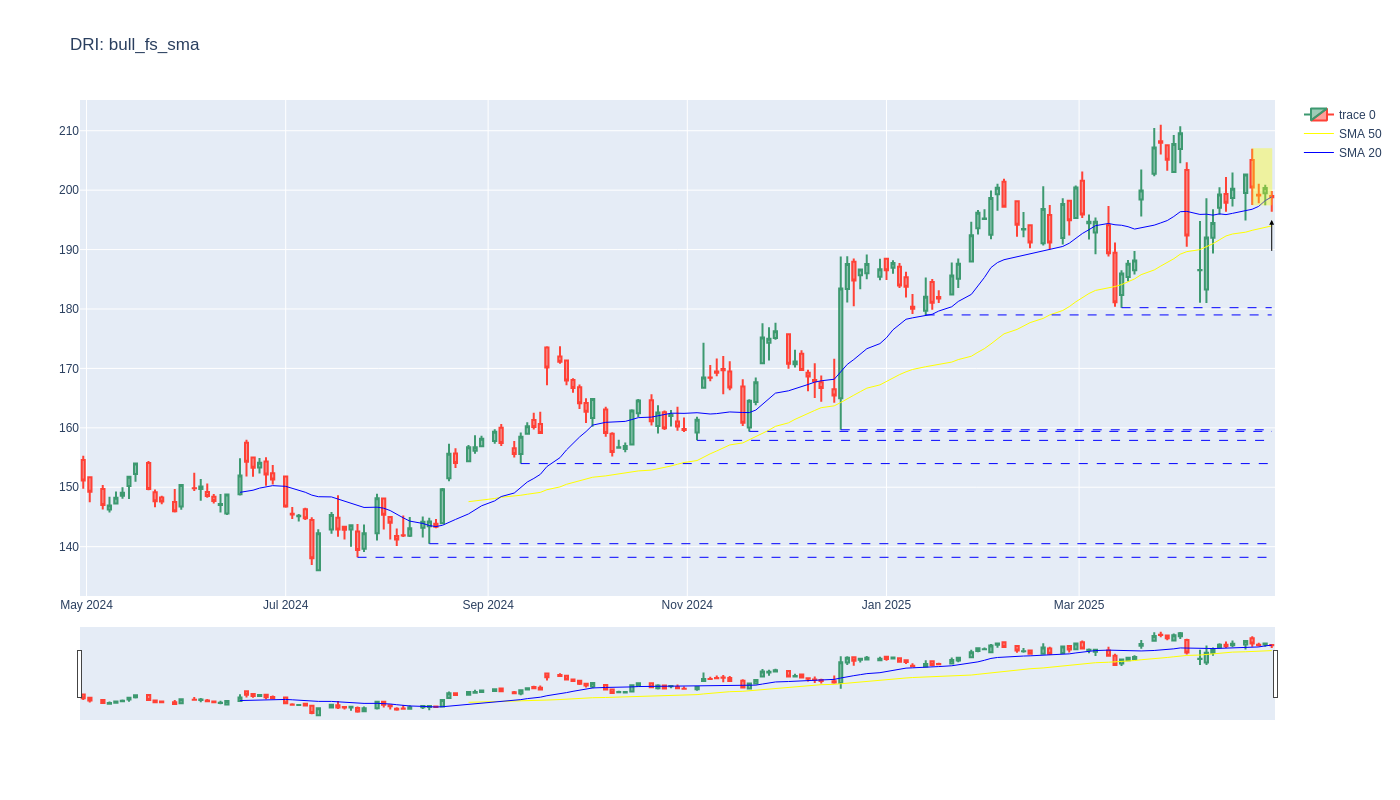 DRI: bull_fs_sma
trace 0
SMA 50
SMA 20
210
200
190
180
170
160
150
140
May 2024
Jul 2024
Sep 2024
Nov 2024
Jan 2025
Mar 2025